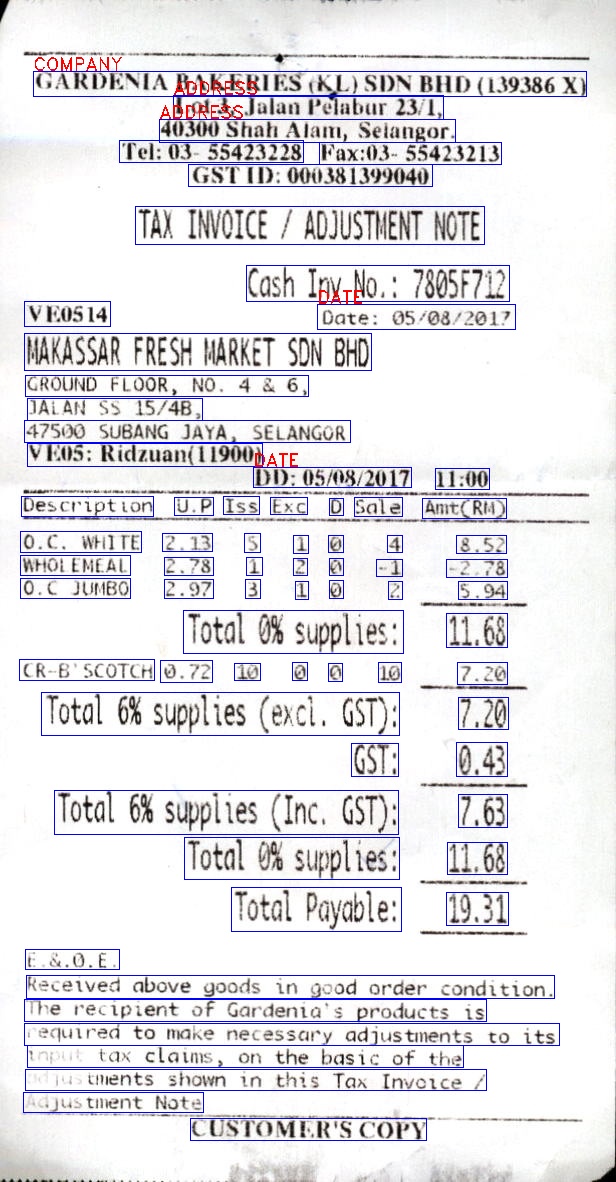 COMPANY
GARDENIA BAKERIES (KL) SDN BHD (139386 X)
ADDRESS
Lot 3, Jalan Pelabur 23/1,
ADDRESS
40300 Shah Alam, Selangor.
Tel: 03- 55423228 Fax:03- 55423213
GST ID: 000381399040
TAX INVOICE / ADJUSTMENT NOTE
Cash Inv No.: 7805F712
DATE
VE0514 Date: 05/08/2017
MAKASSAR FRESH MARKET SDN BHD
GROUND FLOOR, NO. 4 & 6,
JALAN SS 15/4B,
47500 SUBANG JAYA, SELANGOR
VE05: Ridzuan(11900)
DATE
DD: 05/08/2017 11:00
Description U.P Iss Exc D Sale Amt(RM)
O.C. WHITE 2.13 5 1 0 4 8.52
WHOLEMEAL 2.78 1 2 0 -1 -2.78
O.C JUMBO 2.97 3 1 0 2 5.94
Total 0% supplies: 11.68
CR-B'SCOTCH 0.72 10 0 0 10 7.20
Total 6% supplies (excl. GST): 7.20
GST: 0.43
Total 6% supplies (Inc. GST): 7.63
Total 0% supplies: 11.68
Total Payable: 19.31
E.&.O.E.
Received above goods in good order condition.
The recipient of Gardenia's products is
required to make necessary adjustments to its
input tax claims, on the basic of the
adjustments shown in this Tax Invoice /
Adjustment Note
CUSTOMER'S COPY